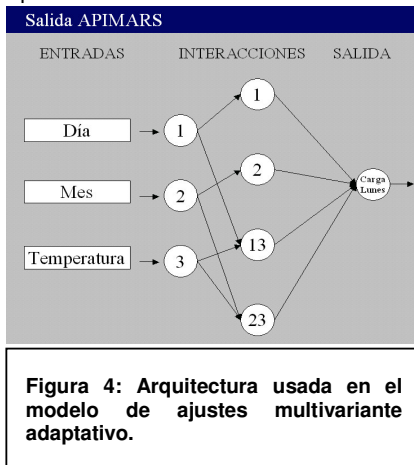 Salida APIMARS
ENTRADAS INTERACCIONES SALIDA
Día
Mes
Temperatura
1
2
3
1
2
13
23
Carga
Lunes
Figura 4: Arquitectura usada en el
modelo de ajustes multivariante
adaptativo.